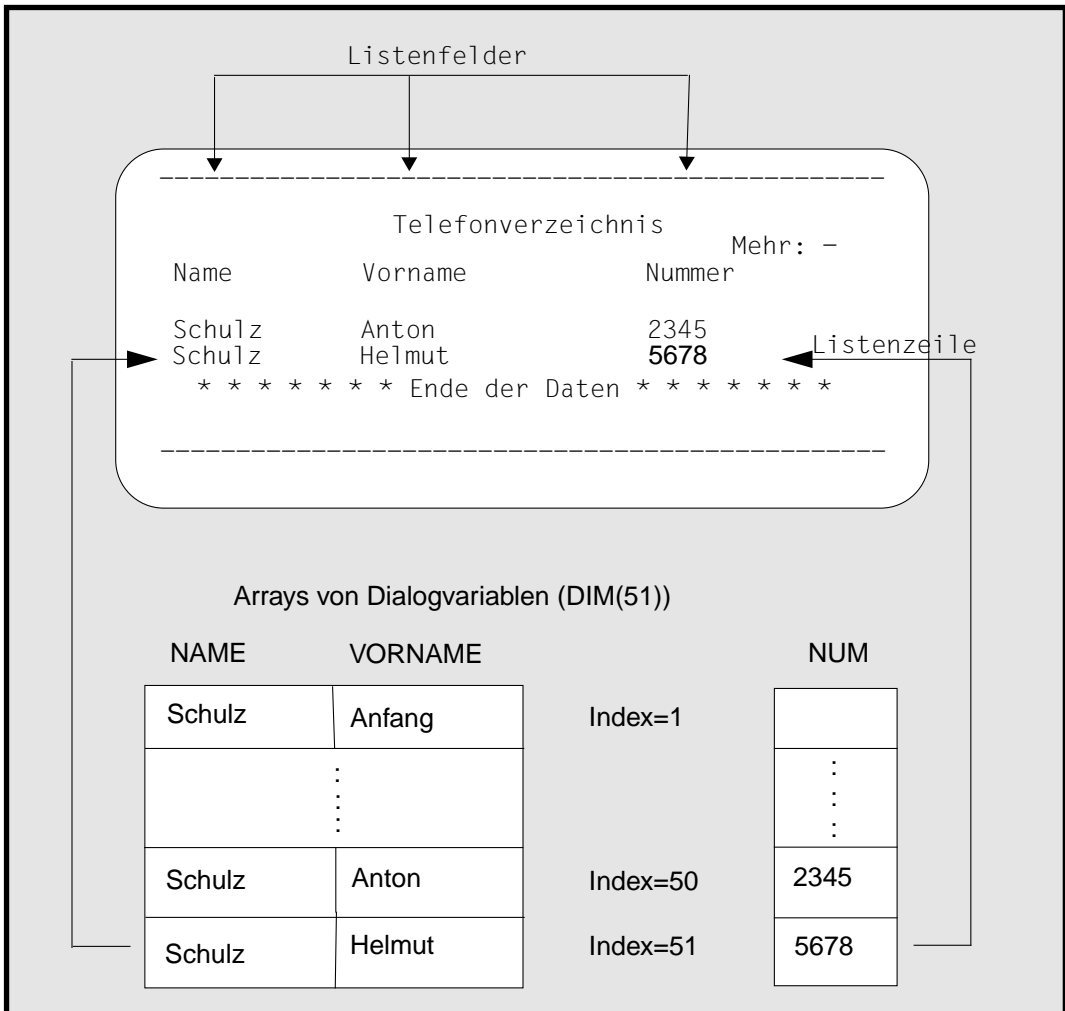 Listenfelder
Telefonverzeichnis
Mehr: –
Name Vorname Nummer
Schulz Anton 2345
Schulz Helmut 5678
Listenzeile
* * * * * * * Ende der Daten * * * * * * *
Arrays von Dialogvariablen (DIM(51))
NAME VORNAME NUM
Schulz Anfang Index=1
Schulz Anton Index=50 2345
Schulz Helmut Index=51 5678